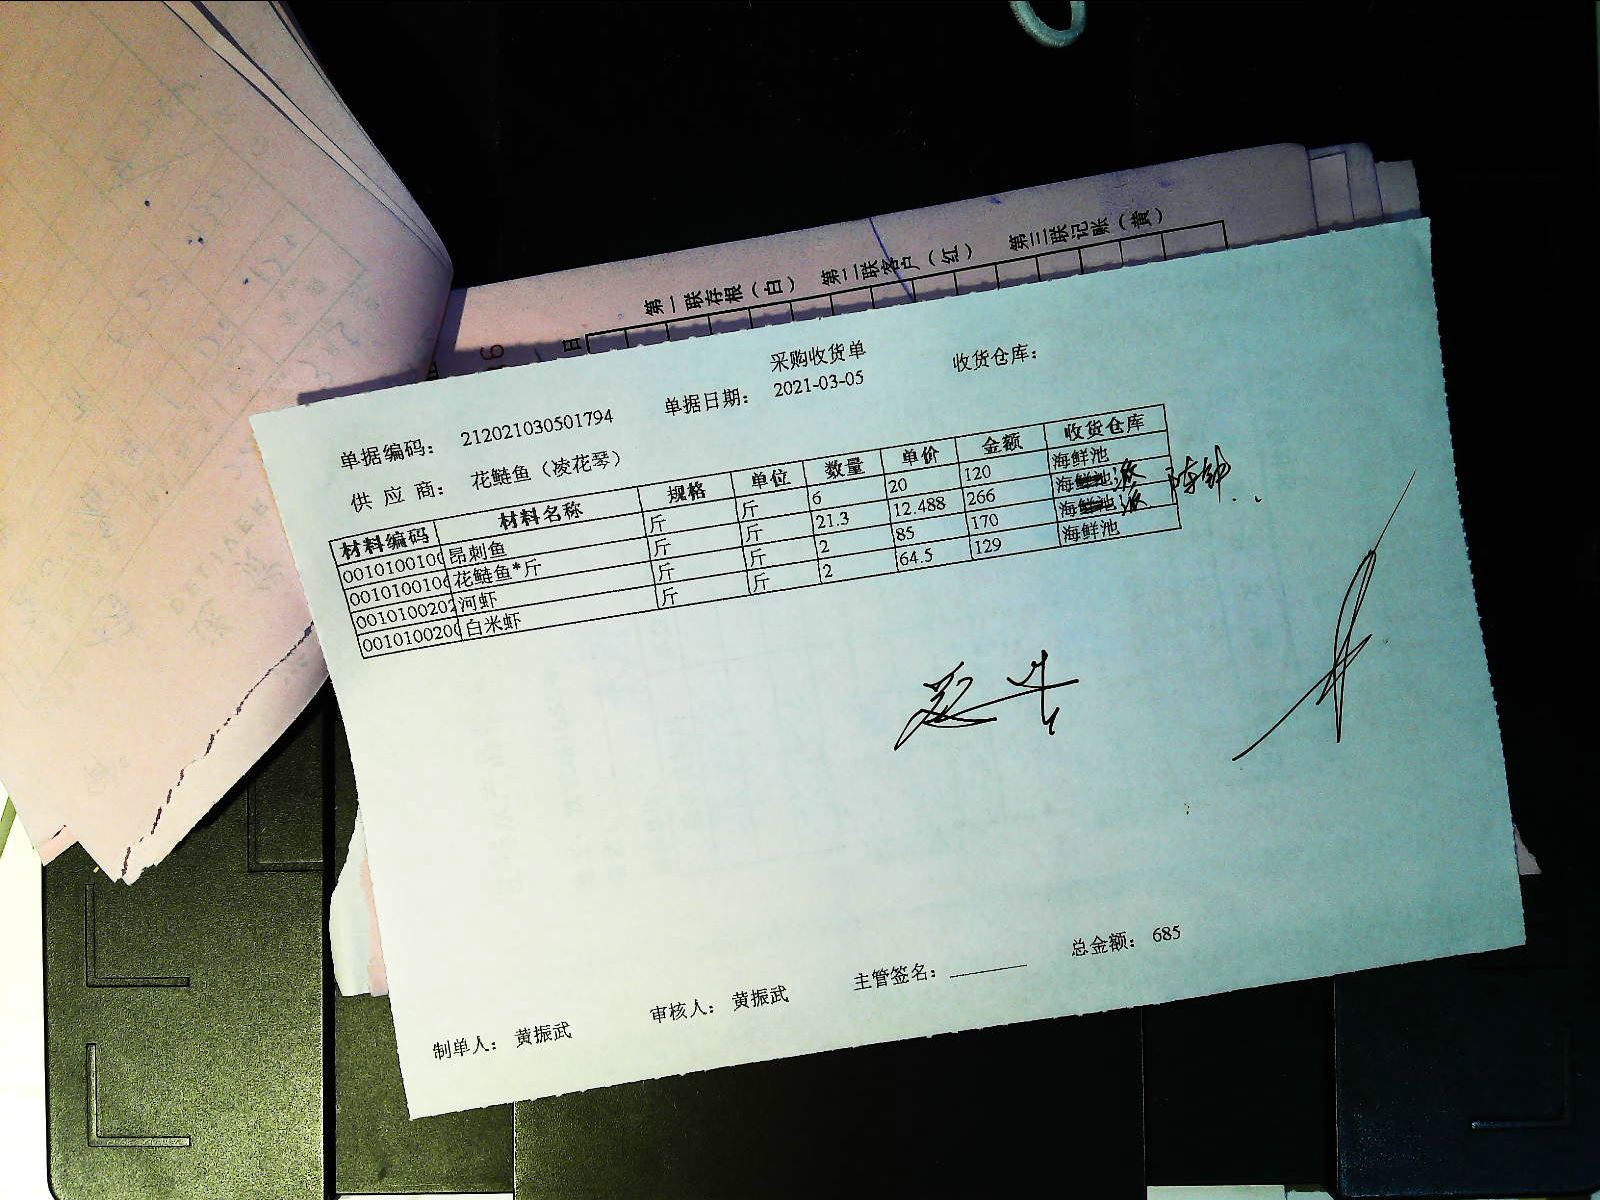 第一联存根（白） 第二联客户（红） 第三联记账（黄）
采购收货单
单据编码： 212021030501794 单据日期： 2021-03-05 收货仓库：
供 应 商： 花鲢鱼（凌花琴）
材料编码 材料名称 规格 单位 数量 单价 金额 收货仓库
00101001 昂刺鱼 斤 斤 6 20 120 海鲜池
00101001 花鲢鱼*斤 斤 斤 21.3 12.488 266 海鲜池
00101002 河虾 斤 斤 2 85 170 海鲜池
00101002 白米虾 斤 斤 2 64.5 129 海鲜池
总金额： 685
制单人： 黄振武 审核人： 黄振武 主管签名：